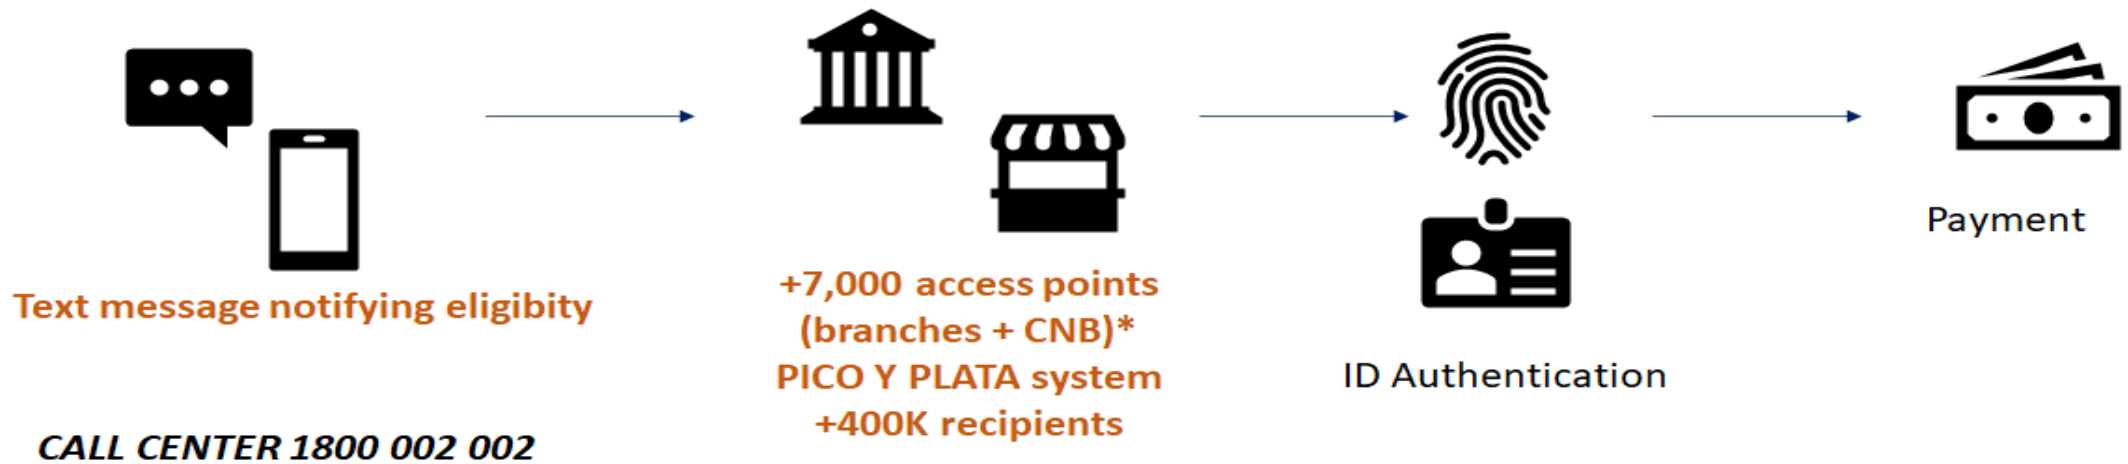 Text message notifying eligibity
CALL CENTER 1800 002 002
+7,000 access points
(branches + CNB)*
PICO Y PLATA system
+400K recipients
ID Authentication
Payment